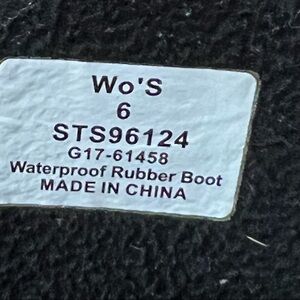 Wo'S
6
STS96124
G17-61458
Waterproof Rubber Boot
MADE IN CHINA